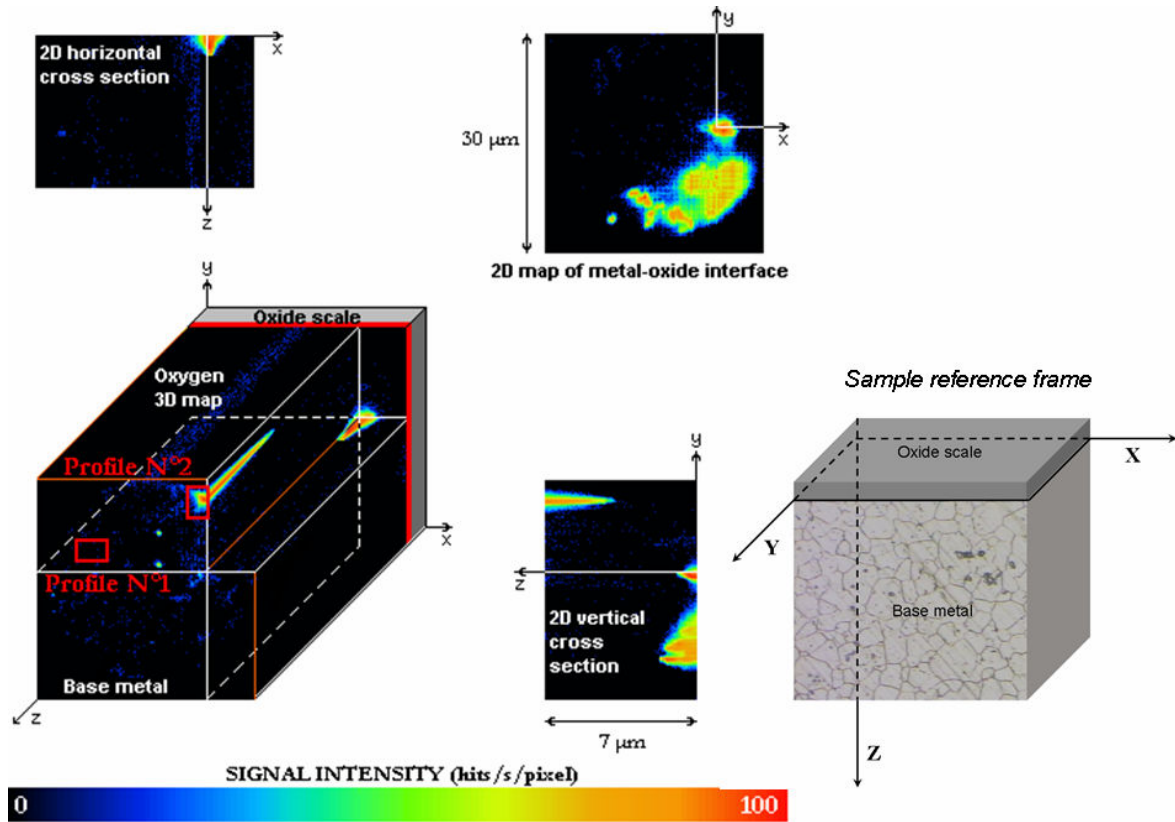 2D horizontal
cross section
x
z
y
30 µm
x
2D map of metal-oxide interface
y
Oxide scale
Oxygen
3D map
Profile N°2
Profile N°1
Base metal
x
z
y
z
2D vertical
cross
section
7 µm
Sample reference frame
Oxide scale
X
Y
Base metal
Z
SIGNAL INTENSITY (hits/s/pixel)
0
100